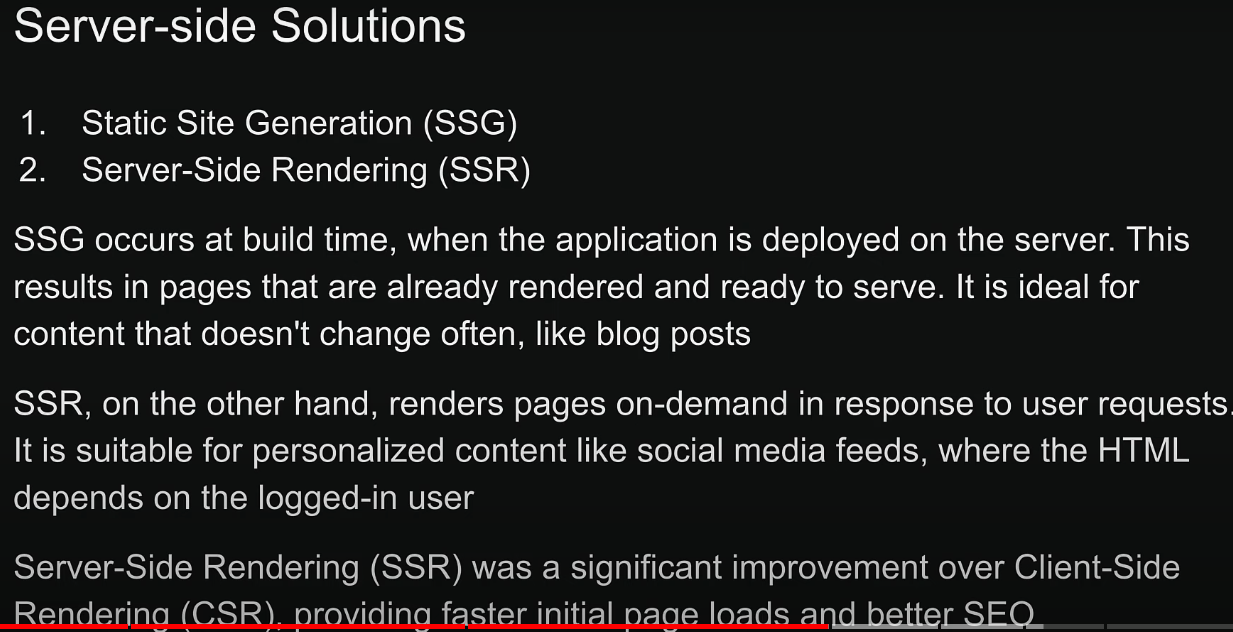 Server-side Solutions
1. Static Site Generation (SSG)
2. Server-Side Rendering (SSR)
SSG occurs at build time, when the application is deployed on the server. This
results in pages that are already rendered and ready to serve. It is ideal for
content that doesn't change often, like blog posts
SSR, on the other hand, renders pages on-demand in response to user requests.
It is suitable for personalized content like social media feeds, where the HTML
depends on the logged-in user
Server-Side Rendering (SSR) was a significant improvement over Client-Side
Rendering (CSR), providing faster initial page loads and better SEO